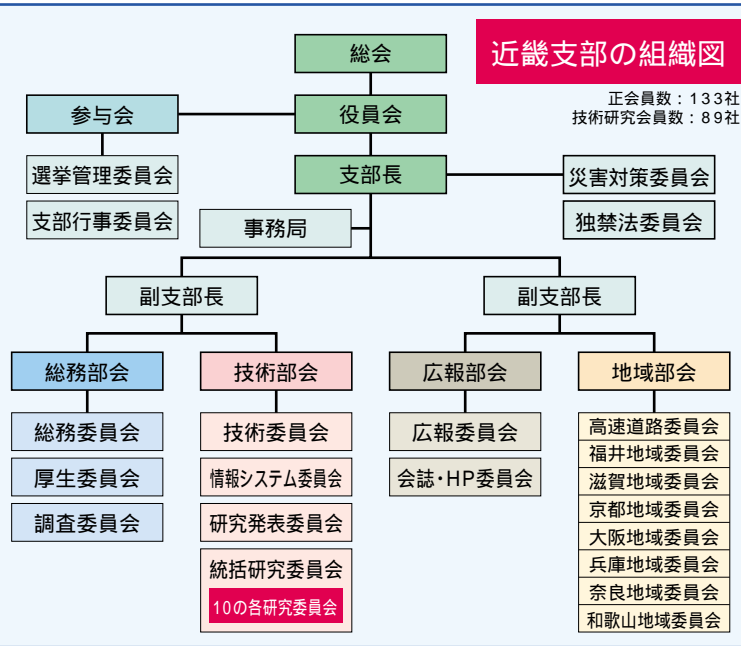 近畿支部の組織図
正会員数：133社
技術研究会員数：89社
総会
参与会
役員会
選挙管理委員会
支部長
災害対策委員会
支部行事委員会
事務局
独禁法委員会
副支部長
副支部長
総務部会
技術部会
広報部会
地域部会
総務委員会
厚生委員会
調査委員会
技術委員会
情報システム委員会
研究発表委員会
統括研究委員会
10の各研究委員会
広報委員会
会誌・HP委員会
高速道路委員会
福井地域委員会
滋賀地域委員会
京都地域委員会
大阪地域委員会
兵庫地域委員会
奈良地域委員会
和歌山地域委員会